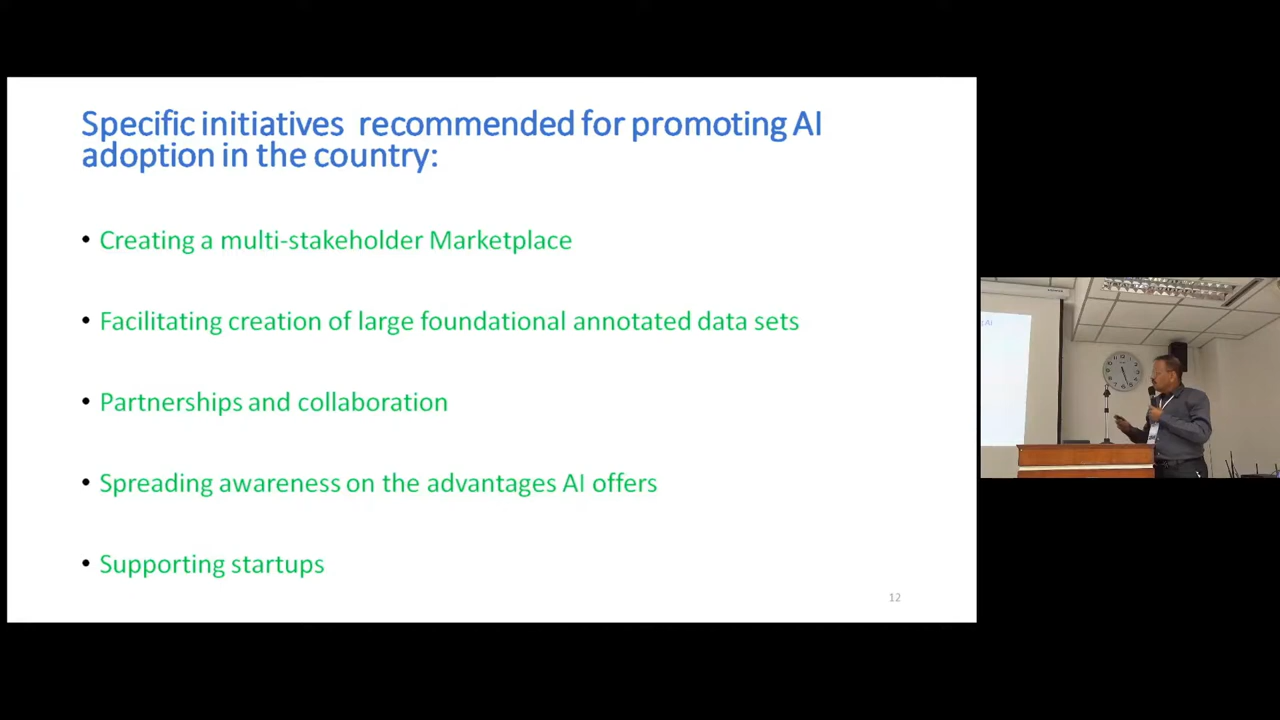 Specific initiatives recommended for promoting AI
adoption in the country:
• Creating a multi-stakeholder Marketplace
• Facilitating creation of large foundational annotated data sets
• Partnerships and collaboration
• Spreading awareness on the advantages AI offers
• Supporting startups
12